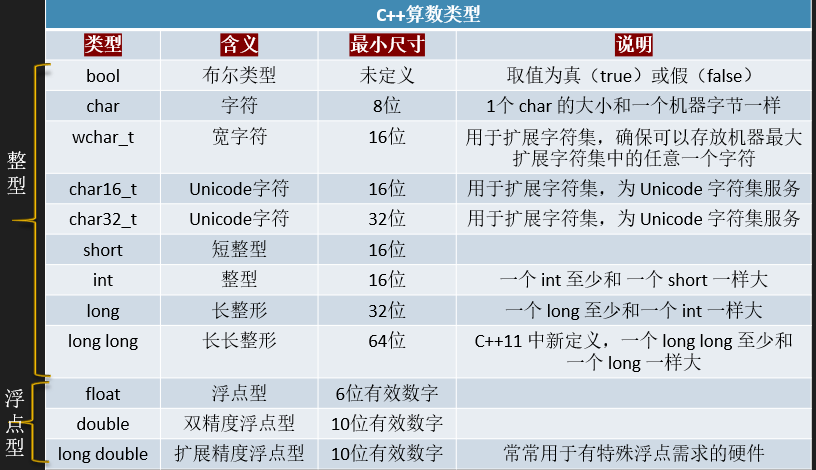 C++算数类型
类型 含义 最小尺寸 说明
bool 布尔类型 未定义 取值为真（true）或假（false）
char 字符 8位 1个 char 的大小和一个机器字节一样
wchar_t 宽字符 16位 用于扩展字符集，确保可以存放机器最大
扩展字符集中的任意一个字符
char16_t Unicode字符 16位 用于扩展字符集，为 Unicode 字符集服务
char32_t Unicode字符 32位 用于扩展字符集，为 Unicode 字符集服务
short 短整型 16位
int 整型 16位 一个 int 至少和 一个 short 一样大
long 长整形 32位 一个 long 至少和一个 int 一样大
long long 长长整形 64位 C++11 中新定义，一个 long long 至少和
一个 long 一样大
float 浮点型 6位有效数字
double 双精度浮点型 10位有效数字
long double 扩展精度浮点型 10位有效数字 常常用于有特殊浮点需求的硬件
整型
浮点型